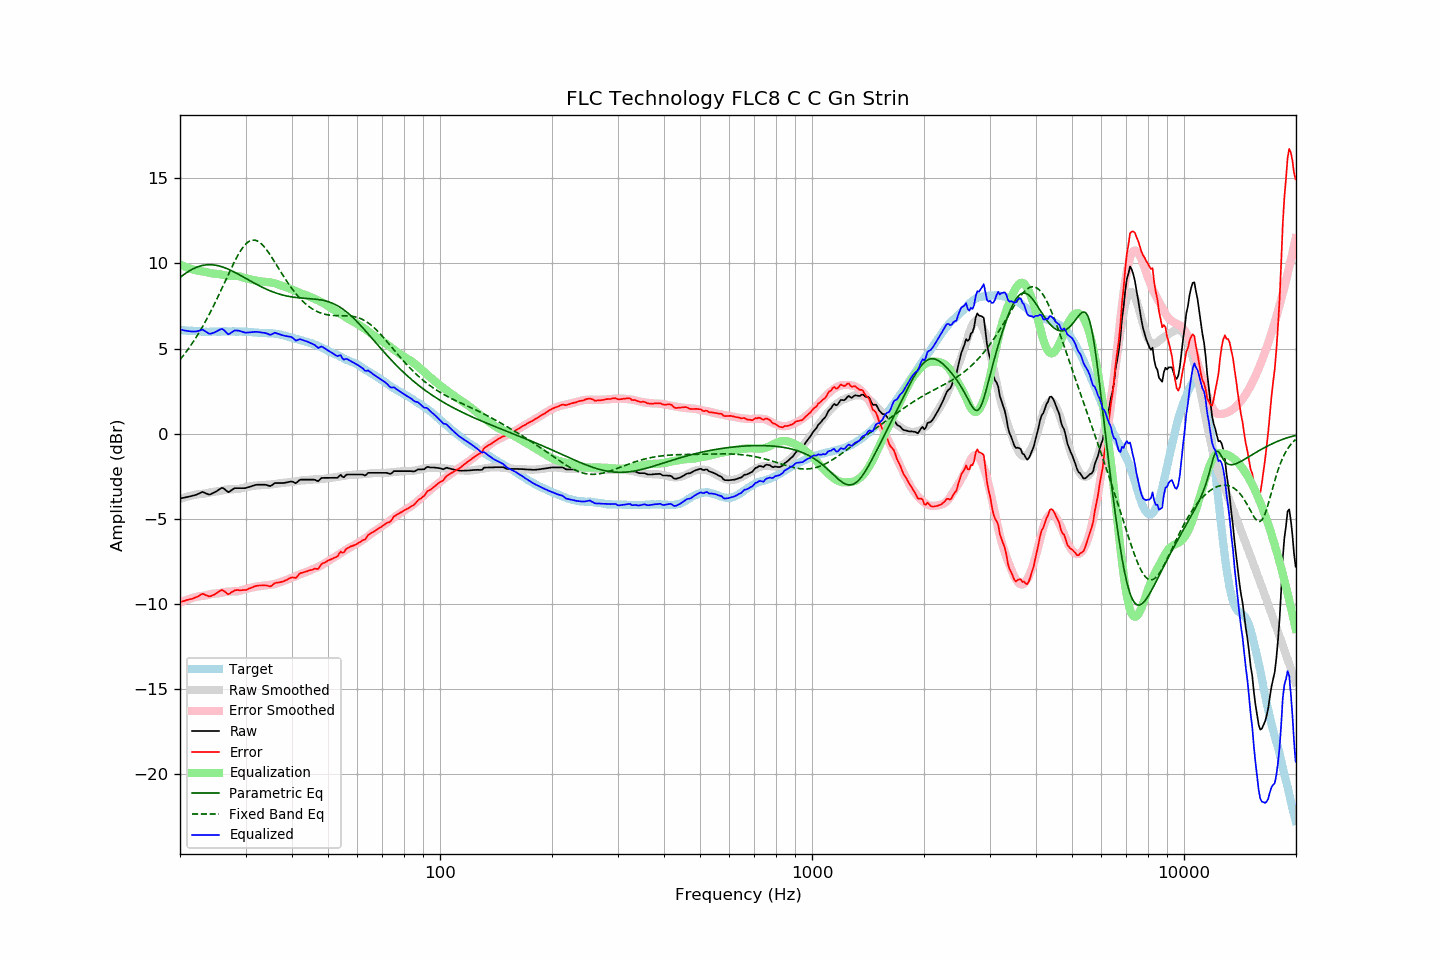 FLC Technology FLC8 C C Gn Strin
Amplitude (dBr)
15
10
5
0
−5
−10
−15
−20
Target
Raw Smoothed
Error Smoothed
Raw
Error
Equalization
Parametric Eq
Fixed Band Eq
Equalized
100 1000 10000
Frequency (Hz)